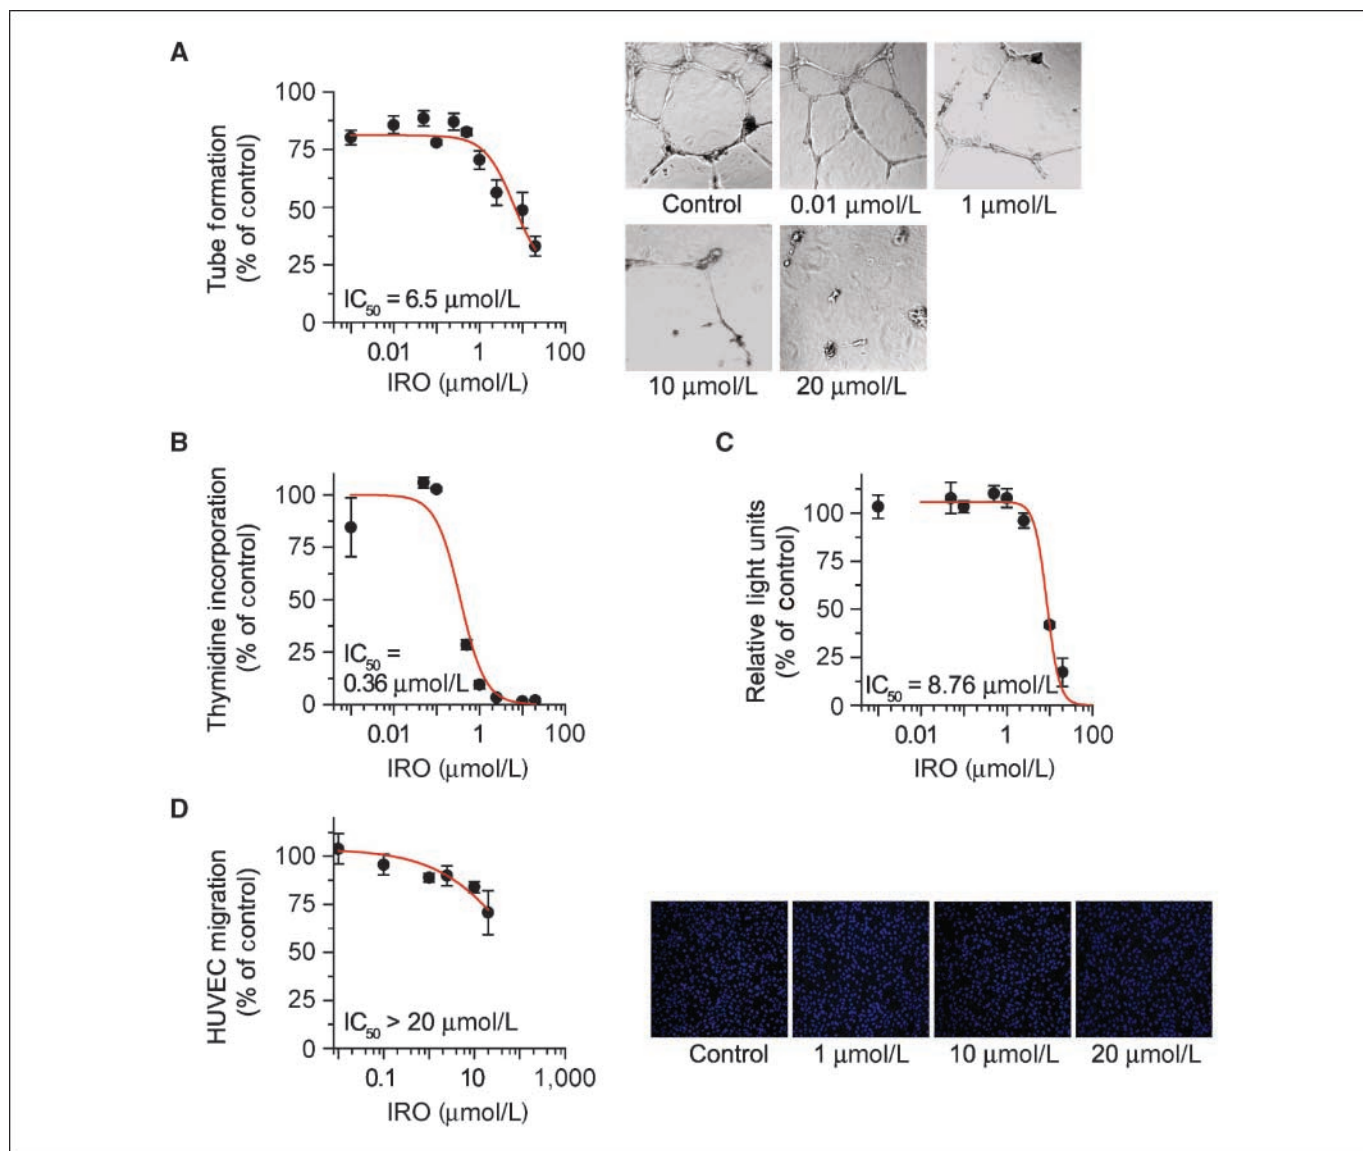 A
100
75
50
25
0
Tube formation
(% of control)
IC50 = 6.5 μmol/L
0.01
1
100
IRO (μmol/L)
Control
0.01 μmol/L
1 μmol/L
10 μmol/L
20 μmol/L
B
100
75
50
25
0
Thymidine incorporation
(% of control)
IC50 =
0.36 μmol/L
0.01
1
100
IRO (μmol/L)
C
100
75
50
25
0
Relative light units
(% of control)
IC50 = 8.76 μmol/L
0.01
1
100
IRO (μmol/L)
D
100
75
50
25
0
HUVEC migration
(% of control)
IC50 > 20 μmol/L
0.1
10
1,000
IRO (μmol/L)
Control
1 μmol/L
10 μmol/L
20 μmol/L